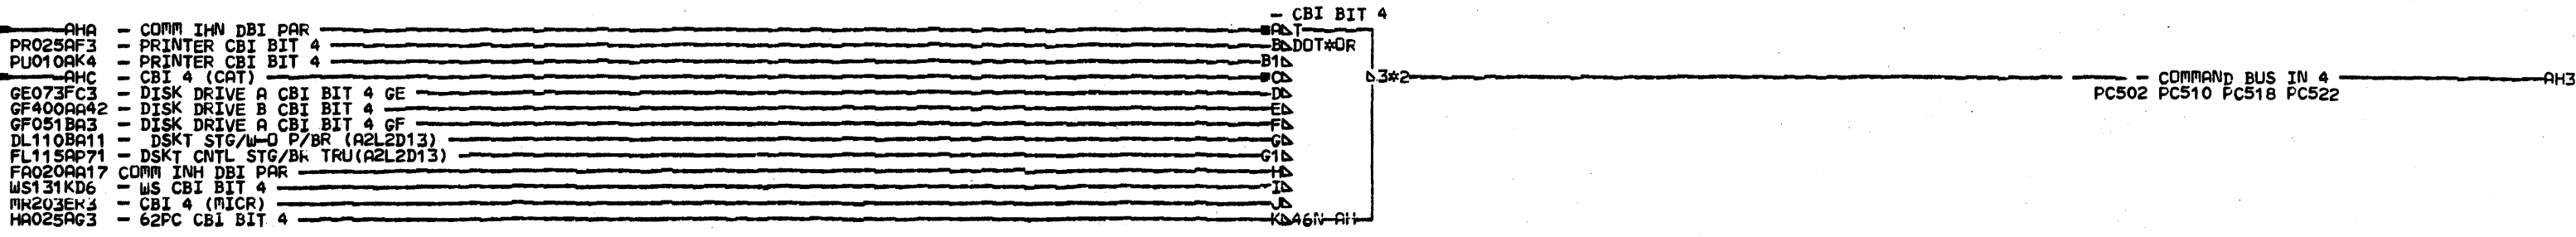 - CBI BIT 4
AHA - COMM IHN DBI PAR A T
PR025AF3 - PRINTER CBI BIT 4 B DOT*OR
PU010AK4 - PRINTER CBI BIT 4 B1
AHC - CBI 4 (CAT) C 3*2 - COMMAND BUS IN 4 AH3
GE073FC3 - DISK DRIVE A CBI BIT 4 GE D PC502 PC510 PC518 PC522
GF400AA42 - DISK DRIVE B CBI BIT 4 E
GF051BA3 - DISK DRIVE A CBI BIT 4 GF F
DL110BA11 - DSKT STG/W-O P/BR (A2L2D13) G
FL115AP71 - DSKT CNTL STG/BR TRU(A2L2D13) G1
FA020AA17 COMM INH DBI PAR H
WS131KD6 - WS CBI BIT 4 I
MR203ER3 - CBI 4 (MICR) J
HA025AG3 - 62PC CBI BIT 4 K 46N AH